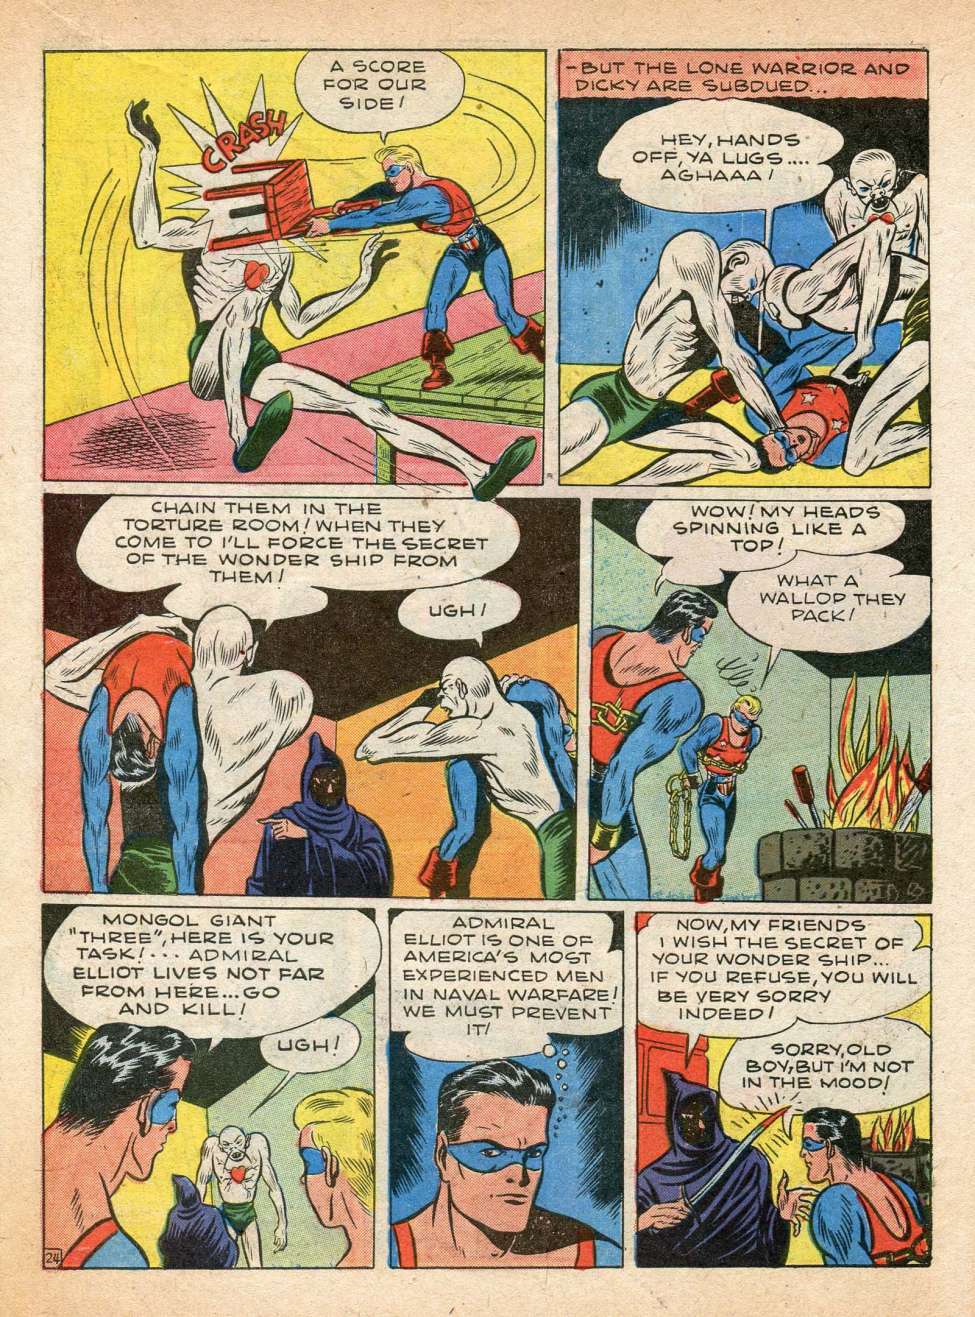 A SCORE
FOR OUR
SIDE!
CRASH
-BUT THE LONE WARRIOR AND
DICKY ARE SUBDUED...
HEY, HANDS
OFF, YA LUGS....
AGHAAA!
CHAIN THEM IN THE
TORTURE ROOM! WHEN THEY
COME TO I'LL FORCE THE SECRET
OF THE WONDER SHIP FROM
THEM!
UGH!
WOW! MY HEADS
SPINNING LIKE A
TOP!
WHAT A
WALLOP THEY
PACK!
MONGOL GIANT
"THREE", HERE IS YOUR
TASK!... ADMIRAL
ELLIOT LIVES NOT FAR
FROM HERE... GO
AND KILL!
UGH!
ADMIRAL
ELLIOT IS ONE OF
AMERICA'S MOST
EXPERIENCED MEN
IN NAVAL WARFARE!
WE MUST PREVENT
IT!
NOW, MY FRIENDS
I WISH THE SECRET OF
YOUR WONDER SHIP...
IF YOU REFUSE, YOU WILL
BE VERY SORRY
INDEED!
SORRY, OLD
BOY, BUT I'M NOT
IN THE MOOD!
24